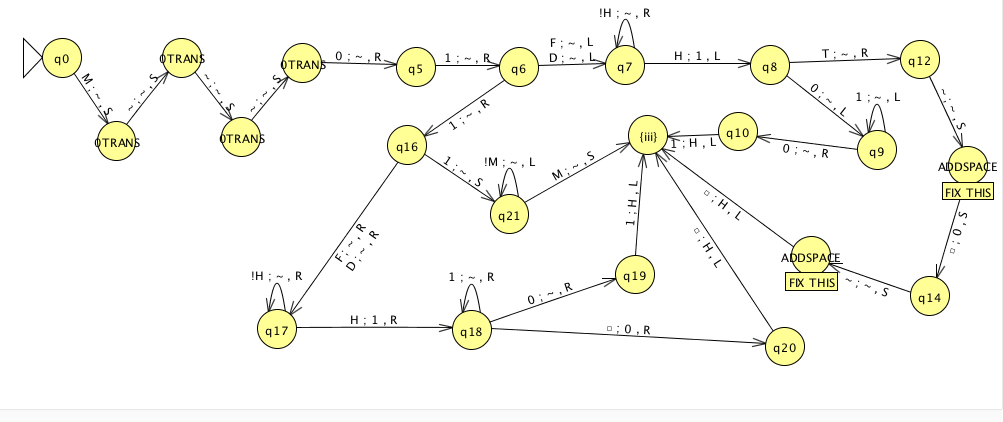 q0
M ; ~ , S
0TRANS
~ ; ~ , S
0TRANS
~ ; ~ , S
0TRANS
~ ; ~ , S
0TRANS
0 ; ~ , R
q5
1 ; ~ , R
q6
F ; ~ , L
D ; ~ , L
!H ; ~ , R
q7
H ; 1 , L
q8
T ; ~ , R
q12
~ ; ~ , S
0 ; ~ , L
1 ; ~ , L
q9
0 ; ~ , R
q10
1 ; H , L
{iii}
1 ; ~ , R
q16
1 ; ~ , S
!M ; ~ , L
q21
M ; ~ , S
ADDSPACE
FIX THIS
□ ; 0 , S
q14
~ ; ~ , S
ADDSPACE
FIX THIS
□ ; H , L
□ ; H , L
1 ; H , L
F ; ~ , R
D ; ~ , R
!H ; ~ , R
q17
H ; 1 , R
1 ; ~ , R
q18
0 ; ~ , R
q19
□ ; 0 , R
q20